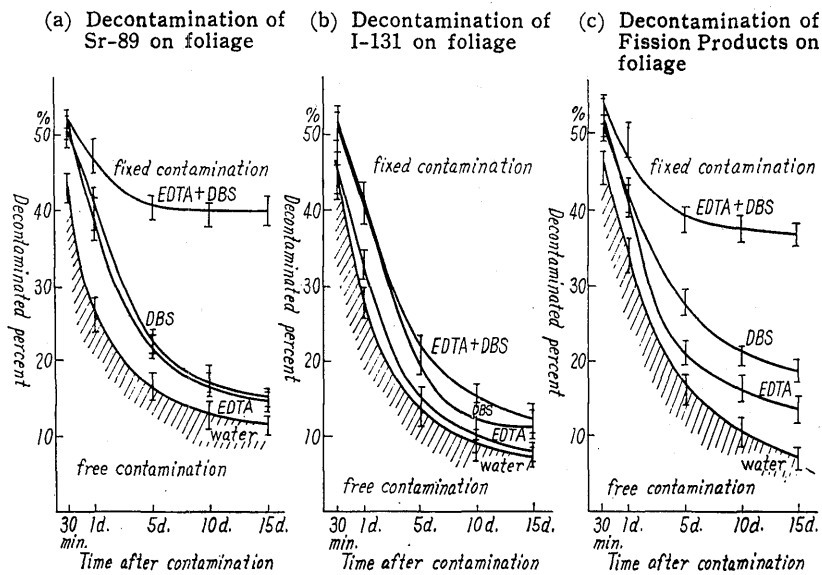 (a) Decontamination of
Sr-89 on foliage
(b) Decontamination of
I-131 on foliage
(c) Decontamination of
Fission Products on
foliage
%
50
40
30
20
10
Decontaminated percent
fixed contamination
EDTA+DBS
DBS
EDTA
water
free contamination
30
min.
1d.
5d.
10d.
15d.
Time after contamination
%
50
40
30
20
10
Decontaminated percent
fixed contamination
EDTA+DBS
DBS
EDTA
water
free contamination
30
min.
1d.
5d.
10d.
15d.
Time after contamination
%
50
40
30
20
10
Decontaminated percent
fixed contamination
EDTA+DBS
DBS
EDTA
water
free contamination
30
min.
1d.
5d.
10d.
15d.
Time after contamination